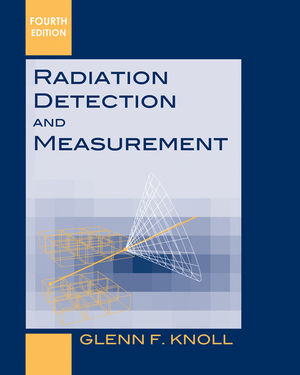 FOURTH
EDITION
RADIATION
DETECTION
AND
MEASUREMENT
GLENN F. KNOLL